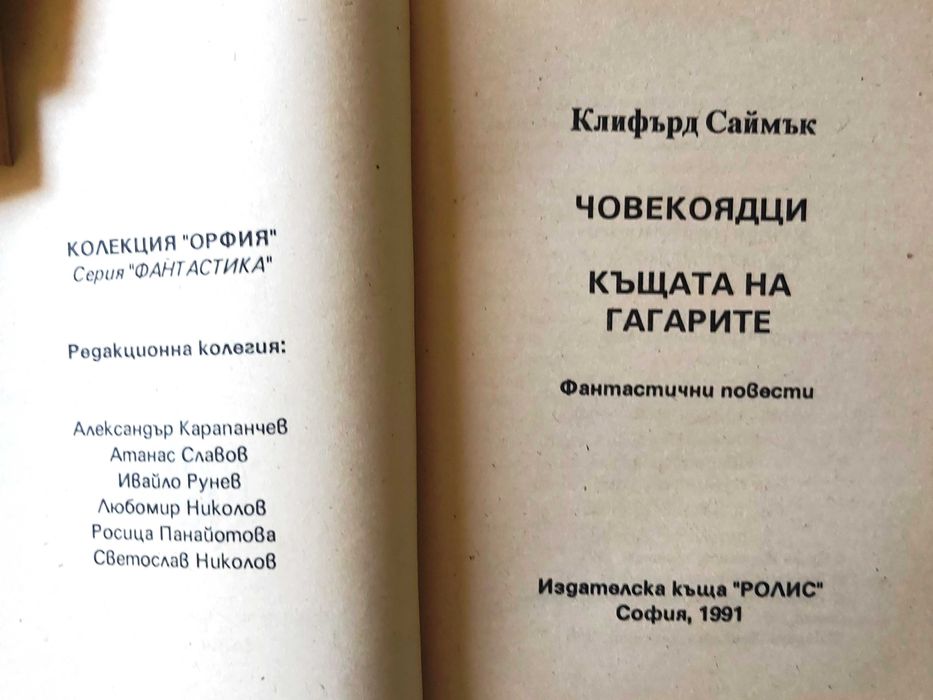 КОЛЕКЦИЯ "ОРФИЯ"
Серия "ФАНТАСТИКА"
Редакционна колегия:
Александър Карапанчев
Атанас Славов
Ивайло Рунев
Любомир Николов
Росица Панайотова
Светослав Николов
Клифърд Саймък
ЧОВЕКОЯДЦИ
КЪЩАТА НА
ГАГАРИТЕ
Фантастични повести
Издателска къща "РОЛИС"
София, 1991